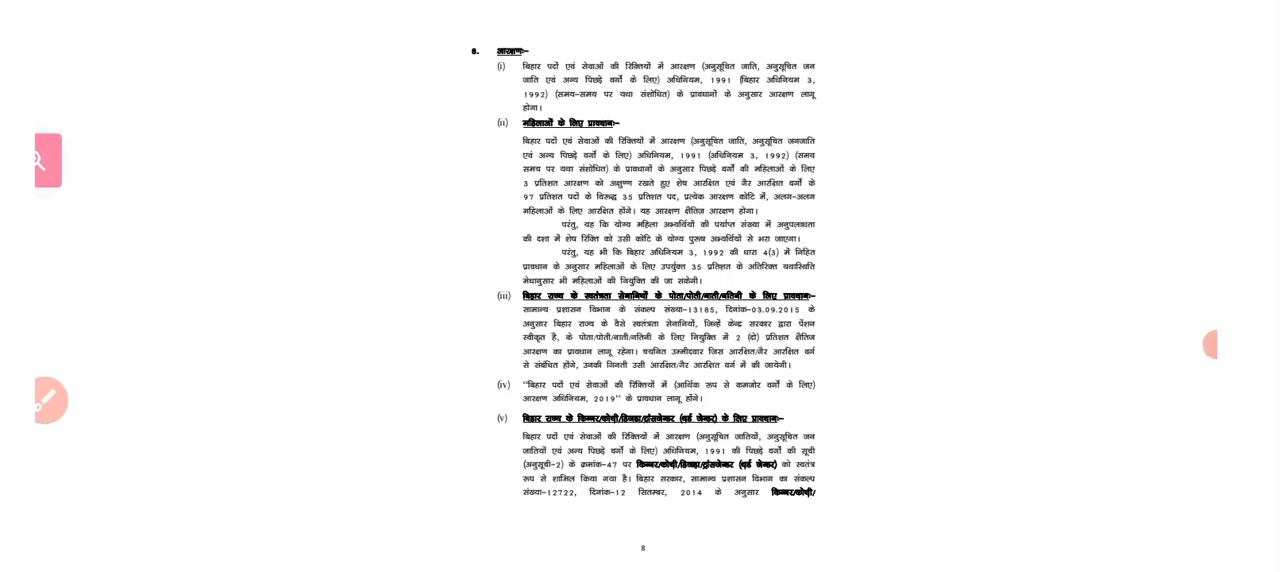 8. आरक्षणः-
(i) बिहार पदों एवं सेवाओं की रिक्तियों में आरक्षण (अनुसूचित जाति, अनुसूचित जन
जाति एवं अन्य पिछड़े वर्गों के लिए) अधिनियम, 1991 (बिहार अधिनियम 3,
1992) (समय-समय पर यथा संशोधित) के प्रावधानों के अनुसार आरक्षण लागू
होगा।
(ii) महिलाओं के लिए प्रावधानः-
बिहार पदों एवं सेवाओं की रिक्तियों में आरक्षण (अनुसूचित जाति, अनुसूचित जनजाति
एवं अन्य पिछड़े वर्गों के लिए) अधिनियम, 1991 (अधिनियम 3, 1992) (समय
समय पर यथा संशोधित) के प्रावधानों के अनुसार पिछड़े वर्गों की महिलाओं के लिए
3 प्रतिशत आरक्षण को अक्षुण्ण रखते हुए शेष आरक्षित एवं गैर आरक्षित वर्गों के
97 प्रतिशत पदों के विरूद्ध 35 प्रतिशत पद, प्रत्येक आरक्षण कोटि में, अलग-अलग
महिलाओं के लिए आरक्षित होंगे। यह आरक्षण क्षैतिज आरक्षण होगा।
परंतु, यह कि योग्य महिला अभ्यर्थियों की पर्याप्त संख्या में अनुपलब्धता
की दशा में शेष रिक्ति को उसी कोटि के योग्य पुरूष अभ्यर्थियों से भरा जाएगा।
परंतु, यह भी कि बिहार अधिनियम 3, 1992 की धारा 4(3) में निहित
प्रावधान के अनुसार महिलाओं के लिए उपर्युक्त 35 प्रतिशत के अतिरिक्त यथास्थिति
मेधानुसार भी महिलाओं की नियुक्ति की जा सकेगी।
(iii) बिहार राज्य के स्वतंत्रता सेनानियों के पोता/पोती/नाती/नतिनी के लिए प्रावधानः-
सामान्य प्रशासन विभाग के संकल्प संख्या-13185, दिनांक-03.09.2015 के
अनुसार बिहार राज्य के वैसे स्वतंत्रता सेनानियों, जिन्हें केन्द्र सरकार द्वारा पेंशन
स्वीकृत है, के पोता/पोती/नाती/नतिनी के लिए नियुक्ति में 2 (दो) प्रतिशत क्षैतिज
आरक्षण का प्रावधान लागू रहेगा। चयनित उम्मीदवार जिस आरक्षित/गैर आरक्षित वर्ग
से संबंधित होंगे, उनकी गिनती उसी आरक्षित/गैर आरक्षित वर्ग में की जायेगी।
(iv) "बिहार पदों एवं सेवाओं की रिक्तियों में (आर्थिक रूप से कमजोर वर्गों के लिए)
आरक्षण अधिनियम, 2019" के प्रावधान लागू होंगे।
(v) बिहार राज्य के किन्नर/कोथी/हिजड़ा/ट्रांसजेन्डर (थर्ड जेन्डर) के लिए प्रावधानः-
बिहार पदों एवं सेवाओं की रिक्तियों में आरक्षण (अनुसूचित जातियों, अनुसूचित जन
जातियों एवं अन्य पिछड़े वर्गों के लिए) अधिनियम, 1991 की पिछड़े वर्गों की सूची
(अनुसूची-2) के क्रमांक-47 पर किन्नर/कोथी/हिजड़ा/ट्रांसजेन्डर (थर्ड जेन्डर) को स्वतंत्र
रूप से शामिल किया गया है। बिहार सरकार, सामान्य प्रशासन विभाग का संकल्प
संख्या-12722, दिनांक-12 सितम्बर, 2014 के अनुसार किन्नर/कोथी/
8